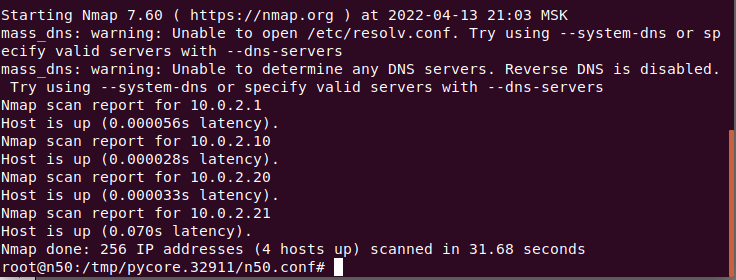 Starting Nmap 7.60 ( https://nmap.org ) at 2022-04-13 21:03 MSK
mass_dns: warning: Unable to open /etc/resolv.conf. Try using --system-dns or sp
ecify valid servers with --dns-servers
mass_dns: warning: Unable to determine any DNS servers. Reverse DNS is disabled.
 Try using --system-dns or specify valid servers with --dns-servers
Nmap scan report for 10.0.2.1
Host is up (0.000056s latency).
Nmap scan report for 10.0.2.10
Host is up (0.000028s latency).
Nmap scan report for 10.0.2.20
Host is up (0.000033s latency).
Nmap scan report for 10.0.2.21
Host is up (0.070s latency).
Nmap done: 256 IP addresses (4 hosts up) scanned in 31.68 seconds
root@n50:/tmp/pycore.32911/n50.conf#